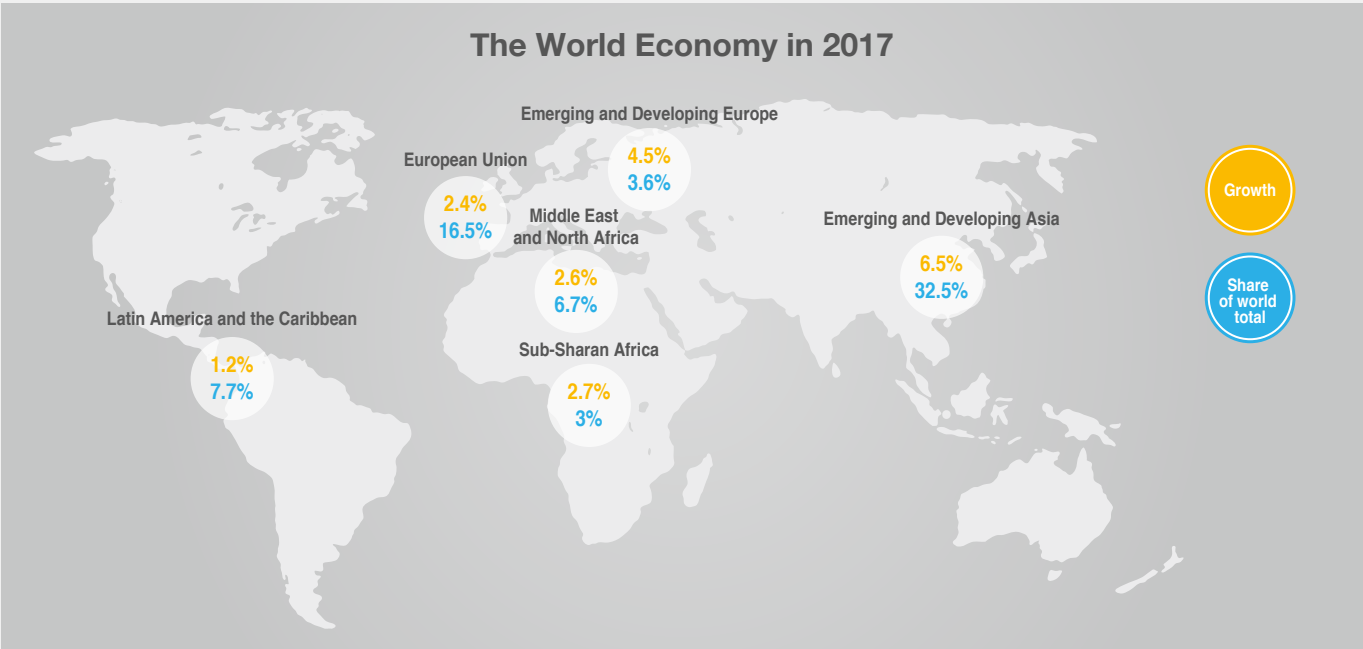 The World Economy in 2017
Emerging and Developing Europe
4.5%
3.6%
European Union
2.4%
16.5%
Middle East
and North Africa
2.6%
6.7%
Emerging and Developing Asia
6.5%
32.5%
Growth
Share
of world
total
Latin America and the Caribbean
1.2%
7.7%
Sub-Sharan Africa
2.7%
3%